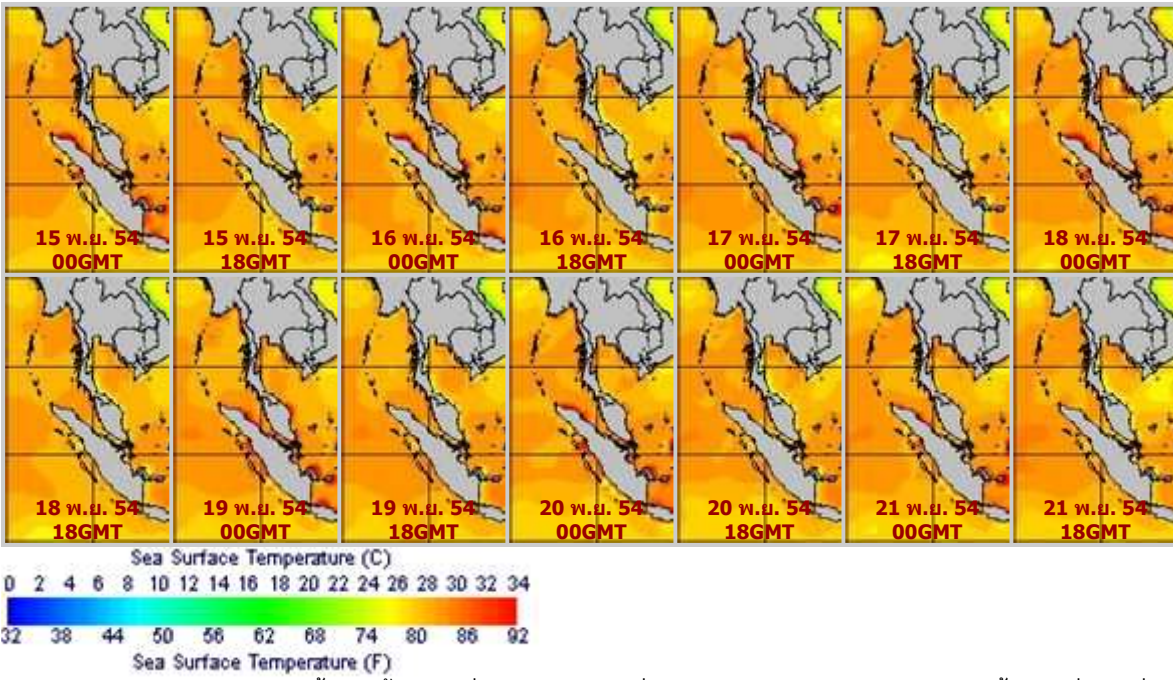 15 พ.ย. 54 15 พ.ย. 54 16 พ.ย. 54 16 พ.ย. 54 17 พ.ย. 54 17 พ.ย. 54 18 พ.ย. 54
00GMT 18GMT 00GMT 18GMT 00GMT 18GMT 00GMT
18 พ.ย. 54 19 พ.ย. 54 19 พ.ย. 54 20 พ.ย. 54 20 พ.ย. 54 21 พ.ย. 54 21 พ.ย. 54
18GMT 00GMT 18GMT 00GMT 18GMT 00GMT 18GMT
Sea Surface Temperature (C)
0 2 4 6 8 10 12 14 16 18 20 22 24 26 28 30 32 34
32 38 44 50 56 62 68 74 80 86 92
Sea Surface Temperature (F)